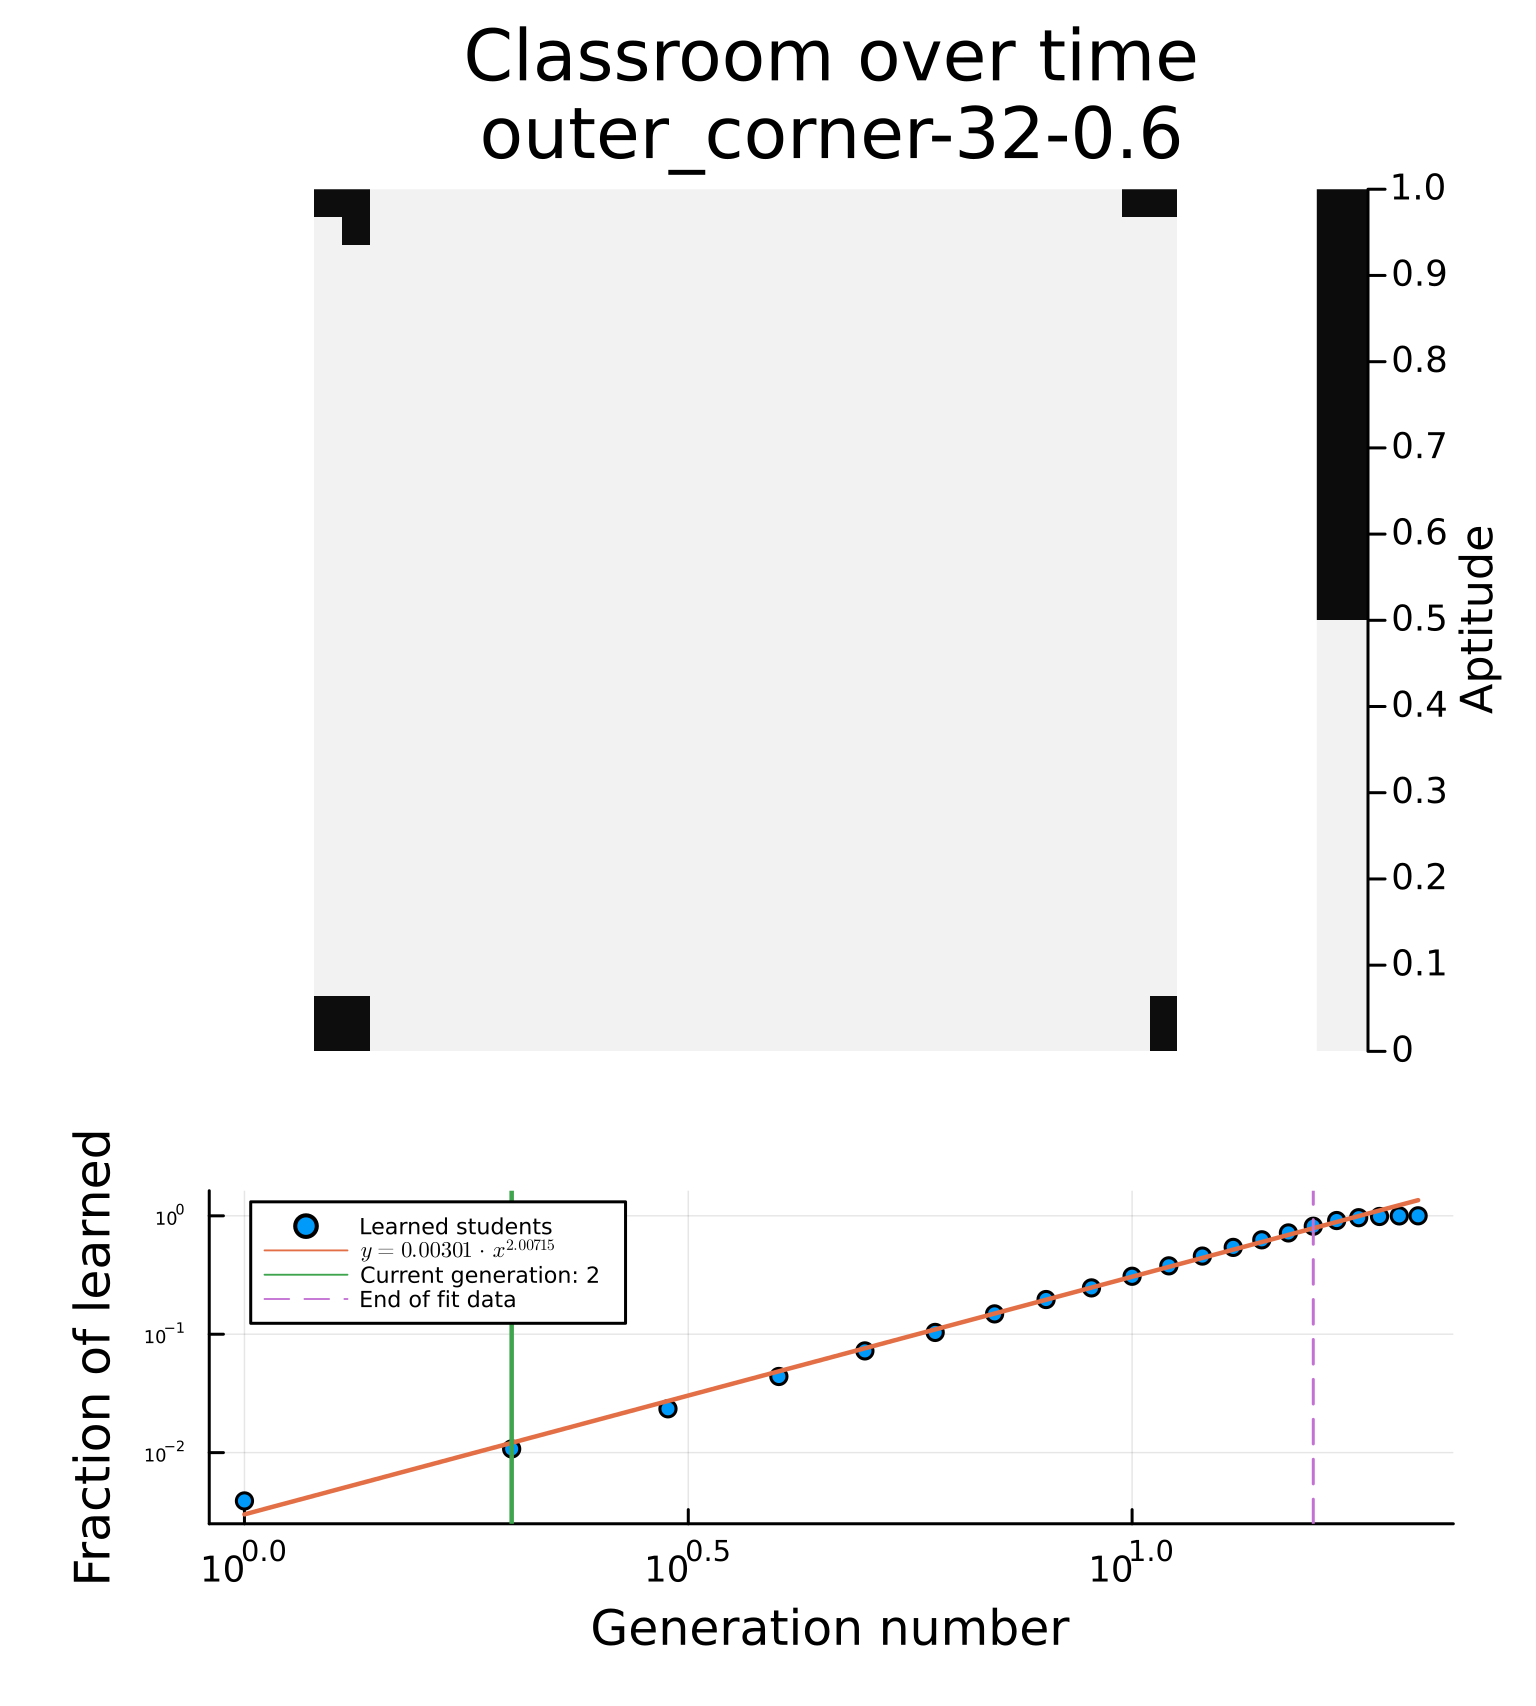 Classroom over time
outer_corner-32-0.6
1.0
0.9
0.8
0.7
0.6
0.5
0.4
0.3
0.2
0.1
0
Aptitude
Fraction of learned
10^0
10^-1
10^-2
Learned students
y = 0.00301 · x^2.00715
Current generation: 2
End of fit data
10^0.0
10^0.5
10^1.0
Generation number